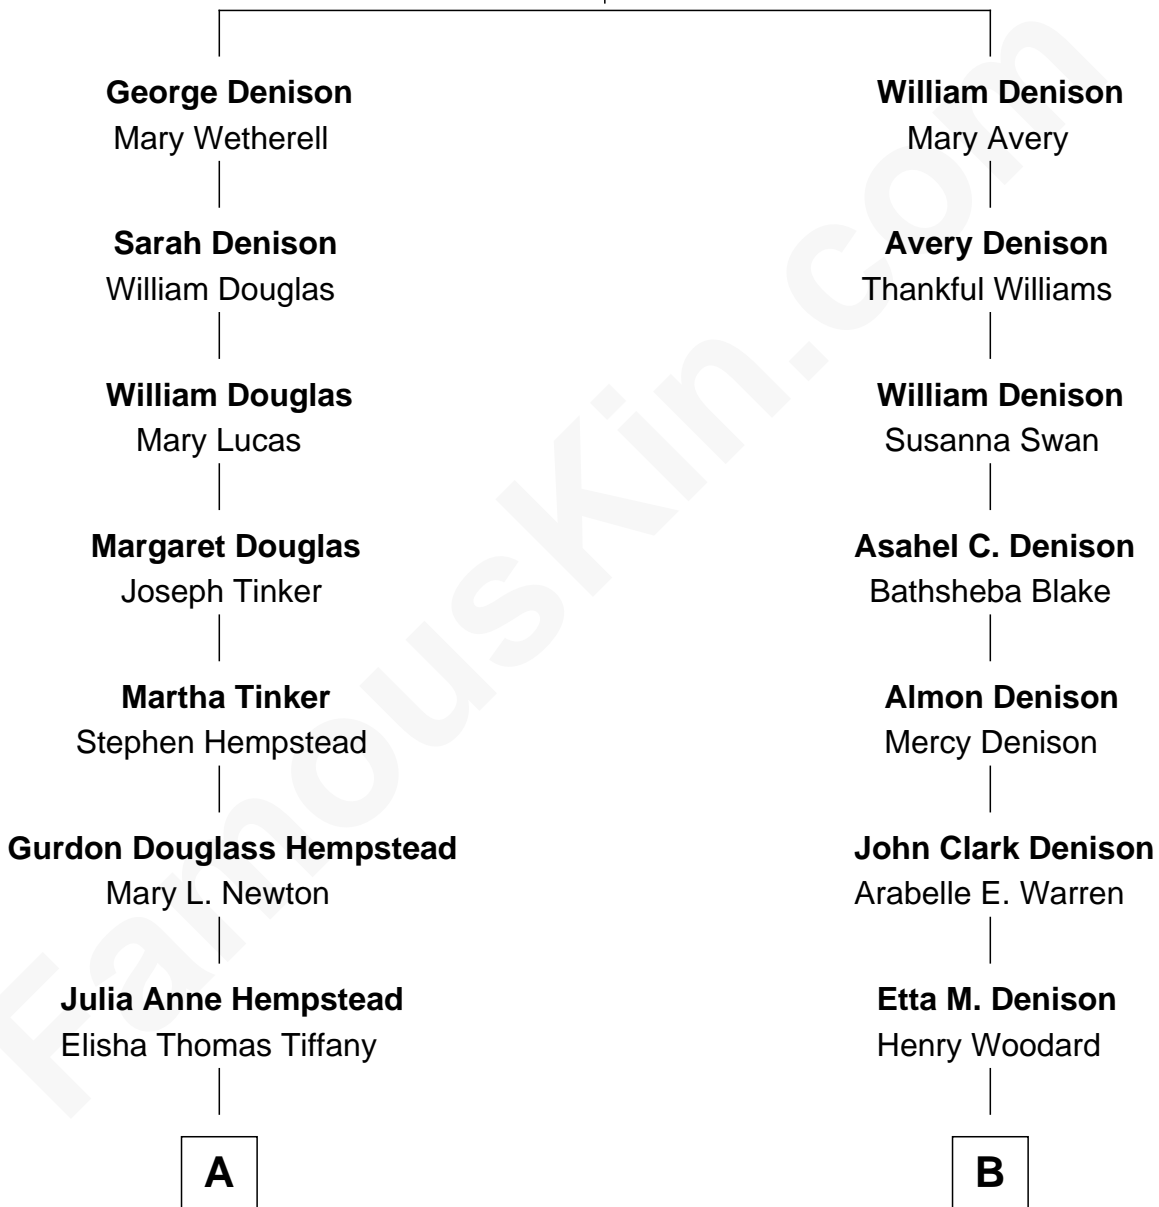 George Denison
Mary Wetherell
Sarah Denison
William Douglas
William Douglas
Mary Lucas
Margaret Douglas
Joseph Tinker
Martha Tinker
Stephen Hempstead
Gurdon Douglass Hempstead
Mary L. Newton
Julia Anne Hempstead
Elisha Thomas Tiffany
A
William Denison
Mary Avery
Avery Denison
Thankful Williams
William Denison
Susanna Swan
Asahel C. Denison
Bathsheba Blake
Almon Denison
Mercy Denison
John Clark Denison
Arabelle E. Warren
Etta M. Denison
Henry Woodard
B
FamousKin.com